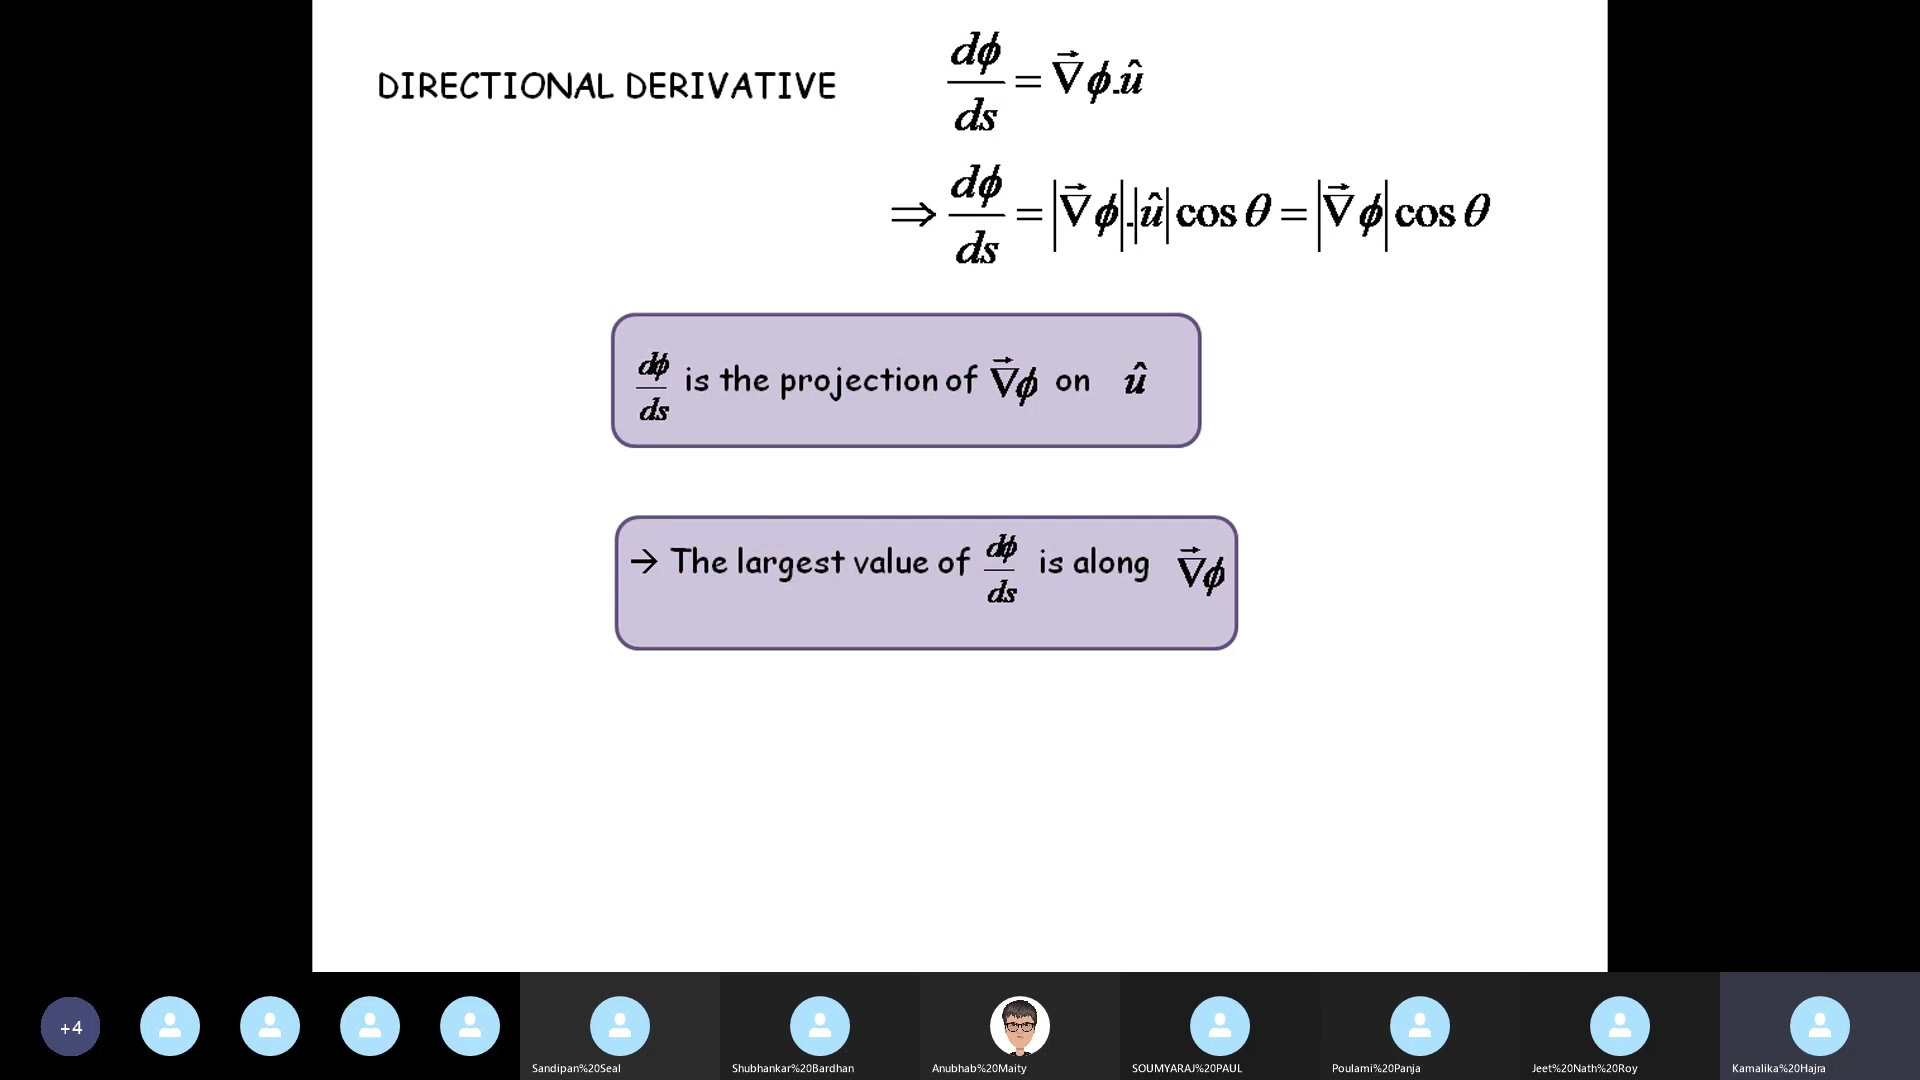 DIRECTIONAL DERIVATIVE dϕ/ds = ∇⃗ϕ.û
⇒ dϕ/ds = |∇⃗ϕ|.|û| cos θ = |∇⃗ϕ| cos θ
dϕ/ds is the projection of ∇⃗ϕ on û
→ The largest value of dϕ/ds is along ∇⃗ϕ
+4
Sandipan%20Seal Shubhankar%20Bardhan Anubhab%20Maity SOUMYARAJ%20PAUL Poulami%20Panja Jeet%20Nath%20Roy Kamalika%20Hajra